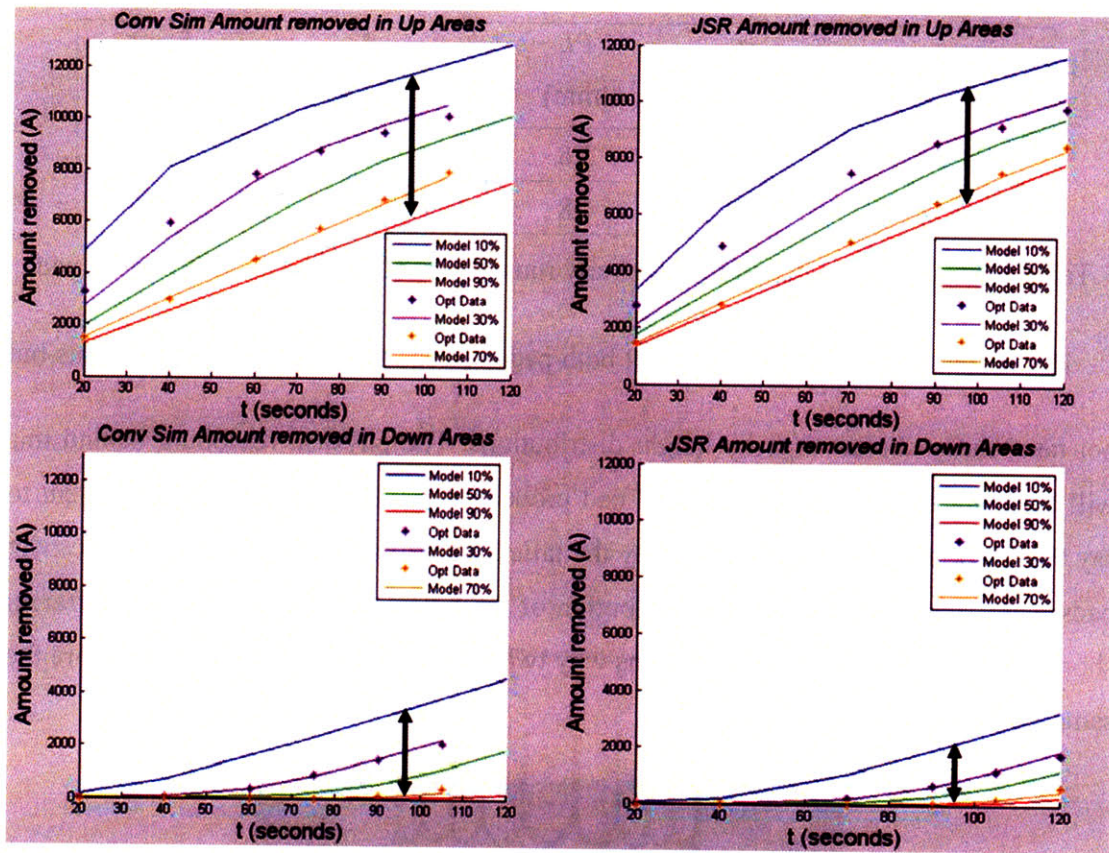 Conv Sim Amount removed in Up Areas
Amount removed (A)
12000
10000
8000
6000
4000
2000
0
20 30 40 50 60 70 80 90 100 110 120
t (seconds)
Model 10%
Model 50%
Model 90%
Opt Data
Model 30%
Opt Data
Model 70%
JSR Amount removed in Up Areas
Amount removed (A)
12000
10000
8000
6000
4000
2000
0
20 30 40 50 60 70 80 90 100 110 120
t (seconds)
Model 10%
Model 50%
Model 90%
Opt Data
Model 30%
Opt Data
Model 70%
Conv Sim Amount removed in Down Areas
Amount removed (A)
12000
10000
8000
6000
4000
2000
0
20 30 40 50 60 70 80 90 100 110 120
t (seconds)
Model 10%
Model 50%
Model 90%
Opt Data
Model 30%
Opt Data
Model 70%
JSR Amount removed in Down Areas
Amount removed (A)
12000
10000
8000
6000
4000
2000
0
20 30 40 50 60 70 80 90 100 110 120
t (seconds)
Model 10%
Model 50%
Model 90%
Opt Data
Model 30%
Opt Data
Model 70%